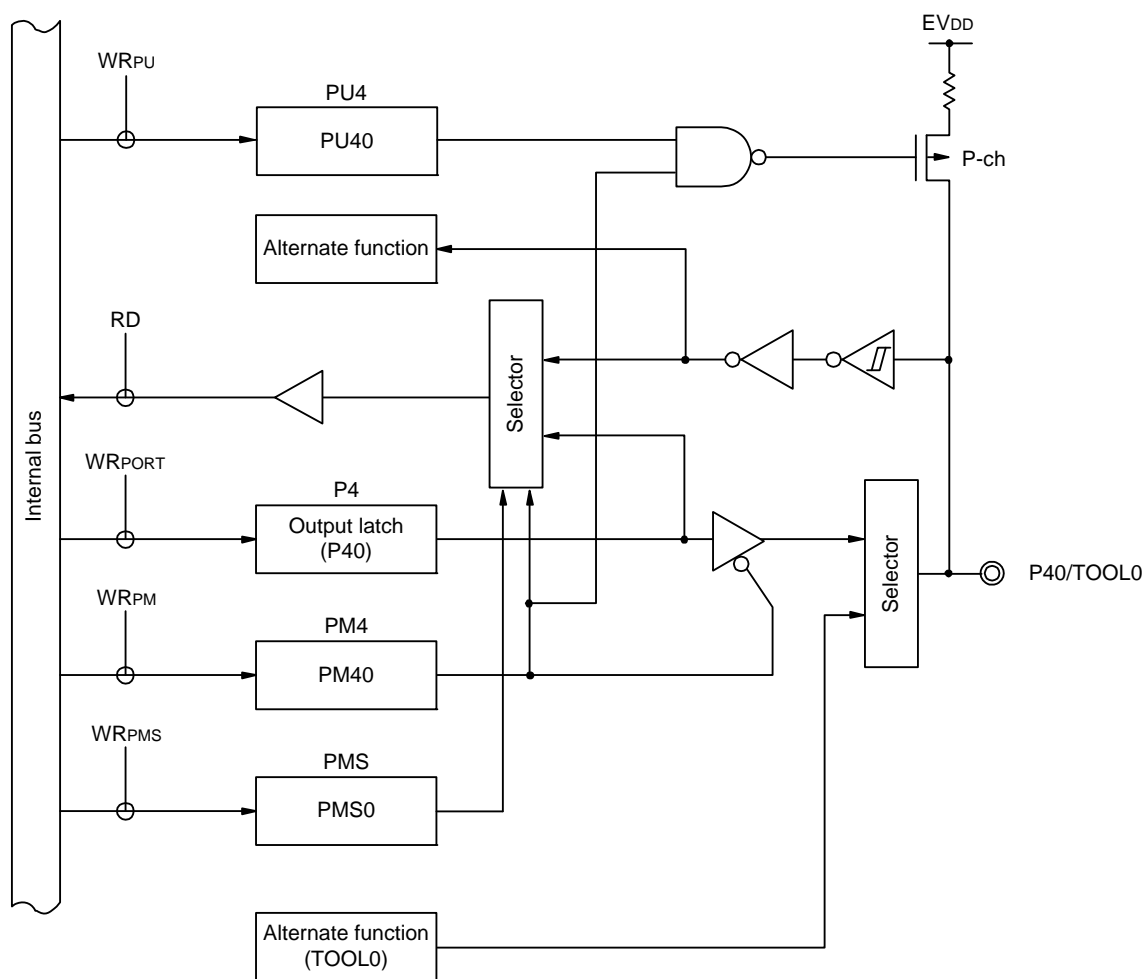 EVDD
WRPU
PU4
PU40
P-ch
Alternate function
RD
Selector
Internal bus
WRPORT
P4
Output latch
(P40)
Selector
P40/TOOL0
WRPM
PM4
PM40
WRPMS
PMS
PMS0
Alternate function
(TOOL0)